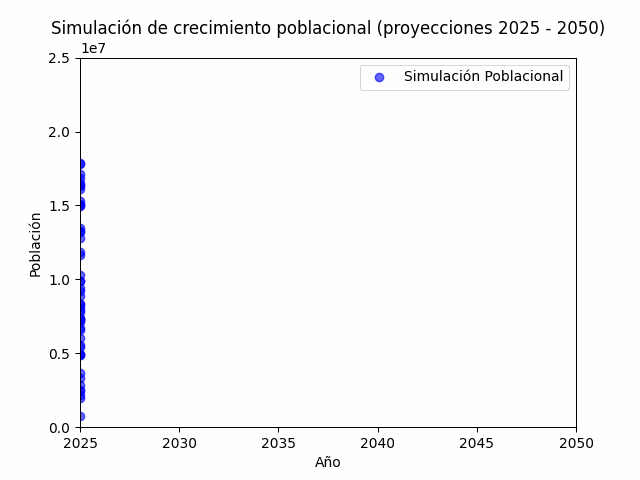 Simulación de crecimiento poblacional (proyecciones 2025 - 2050)
1e7
2.5
Simulación Poblacional
2.0
1.5
Población
1.0
0.5
0.0
2025 2030 2035 2040 2045 2050
Año